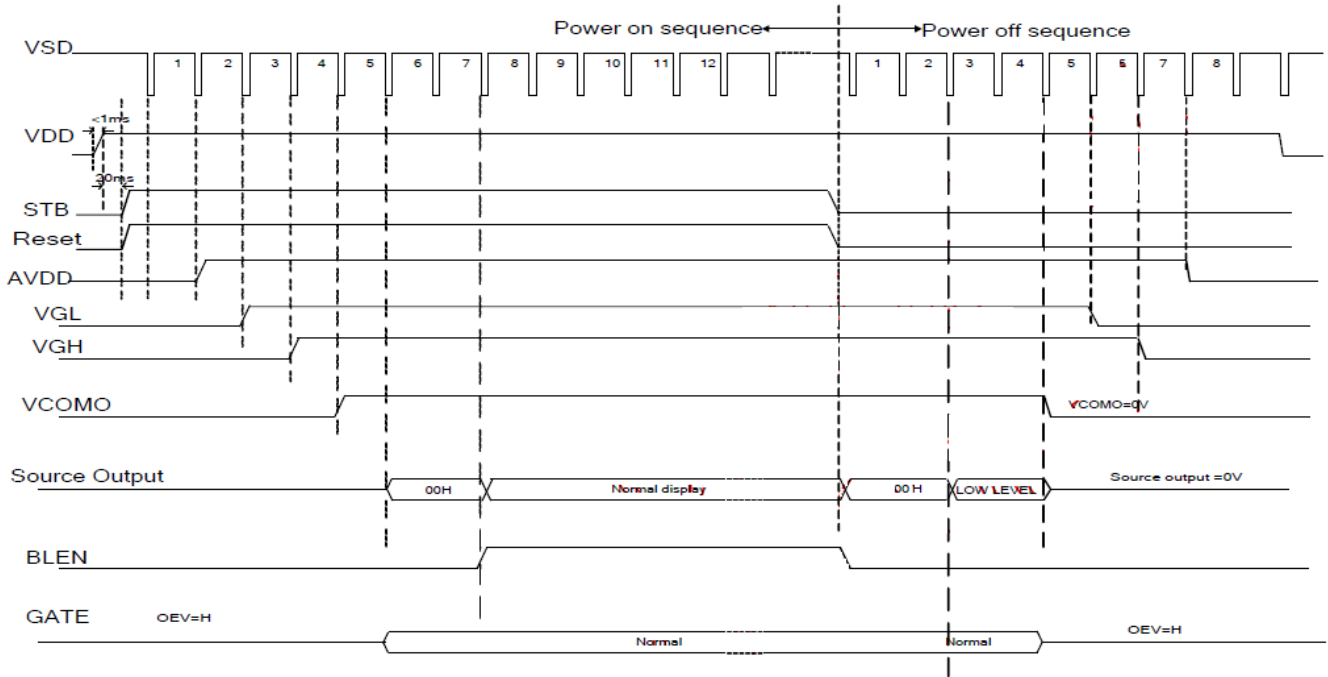 Power on sequence
Power off sequence
VSD
1 2 3 4 5 6 7 8 9 10 11 12 1 2 3 4 5 6 7 8
<1ms
VDD
20ms
STB
Reset
AVDD
VGL
VGH
VCOMO
VCOMO=0V
Source Output
00H
Normal display
00 H
LOW LEVEL
Source output =0V
BLEN
GATE
OEV=H
Normal
Normal
OEV=H